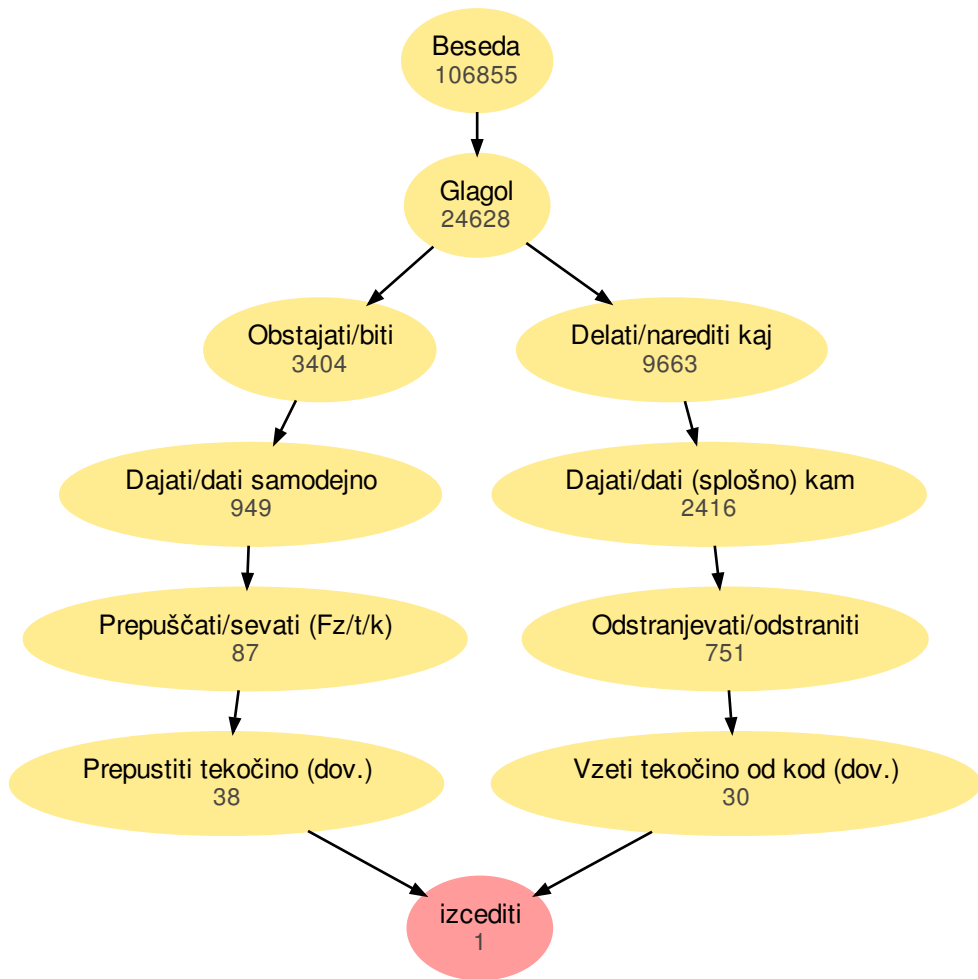 Beseda
106855
Glagol
24628
Obstajati/biti
3404
Delati/narediti kaj
9663
Dajati/dati samodejno
949
Dajati/dati (splošno) kam
2416
Prepuščati/sevati (Fz/t/k)
87
Odstranjevati/odstraniti
751
Prepustiti tekočino (dov.)
38
Vzeti tekočino od kod (dov.)
30
izcediti
1